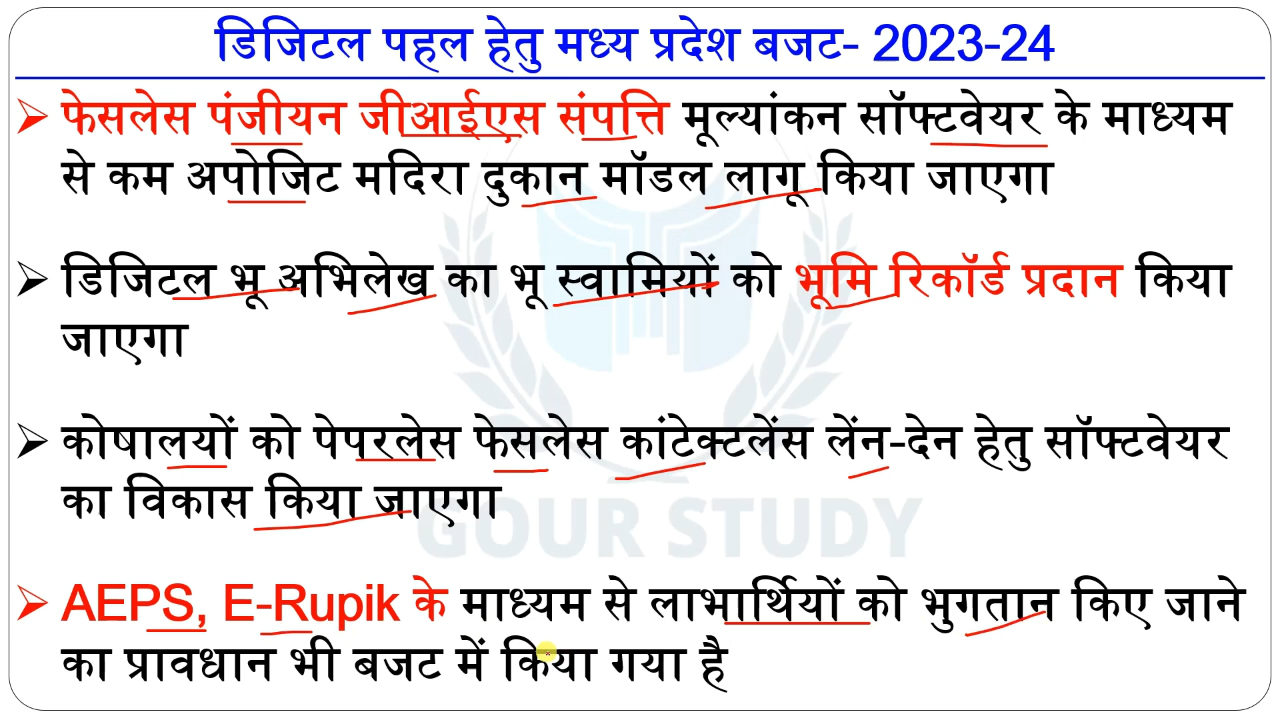 डिजिटल पहल हेतु मध्य प्रदेश बजट- 2023-24
➢ फेसलेस पंजीयन जीआईएस संपत्ति मूल्यांकन सॉफ्टवेयर के माध्यम
से कम अपोजिट मदिरा दुकान मॉडल लागू किया जाएगा
➢ डिजिटल भू अभिलेख का भू स्वामियों को भूमि रिकॉर्ड प्रदान किया
जाएगा
➢ कोषालयों को पेपरलेस फेसलेस कांटेक्टलेंस लेंन-देन हेतु सॉफ्टवेयर
का विकास किया जाएगा
GOUR STUDY
➢ AEPS, E-Rupik के माध्यम से लाभार्थियों को भुगतान किए जाने
का प्रावधान भी बजट में किया गया है